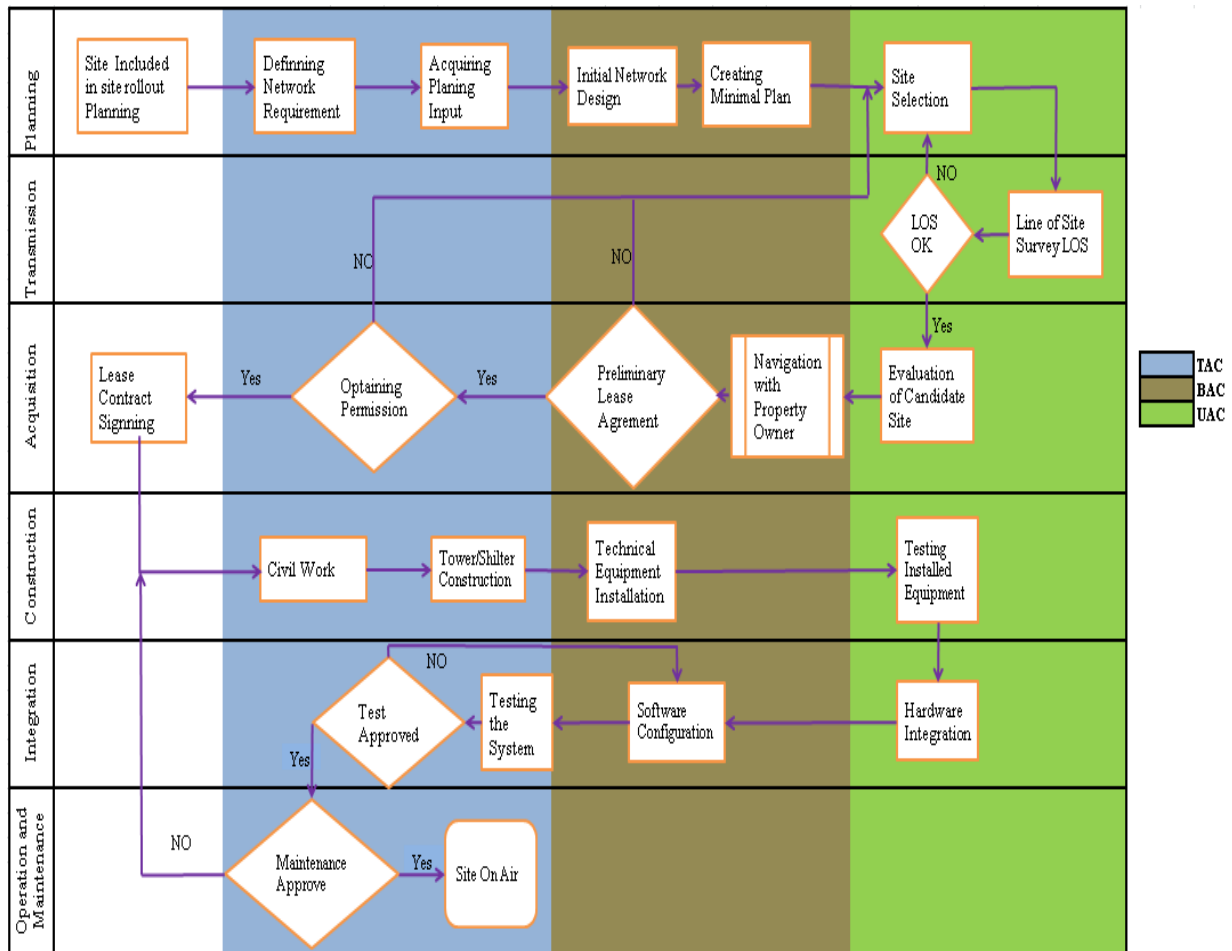 Planning
Site Included
in site rollout
Planning
Definning
Network
Requirement
Acquiring
Planing
Input
Initial Network
Design
Creating
Minimal Plan
Site
Selection
Transmission
NO
NO
NO
LOS
OK
Line of Site
Survey LOS
Yes
Acquisition
Lease
Contract
Signning
Yes
Optaining
Permission
Yes
Preliminary
Lease
Agrement
Navigation
with
Property
Owner
Evaluation
of Candidate
Site
TAC
BAC
UAC
Construction
Civil Work
Tower/Shilter
Construction
Technical
Equipment
Installation
Testing
Installed
Equipment
Integration
NO
Test
Approved
Yes
Testing
the
System
Software
Configuration
Hardware
Integration
Operation and
Maintenance
NO
Maintenance
Approve
Yes
Site On Air